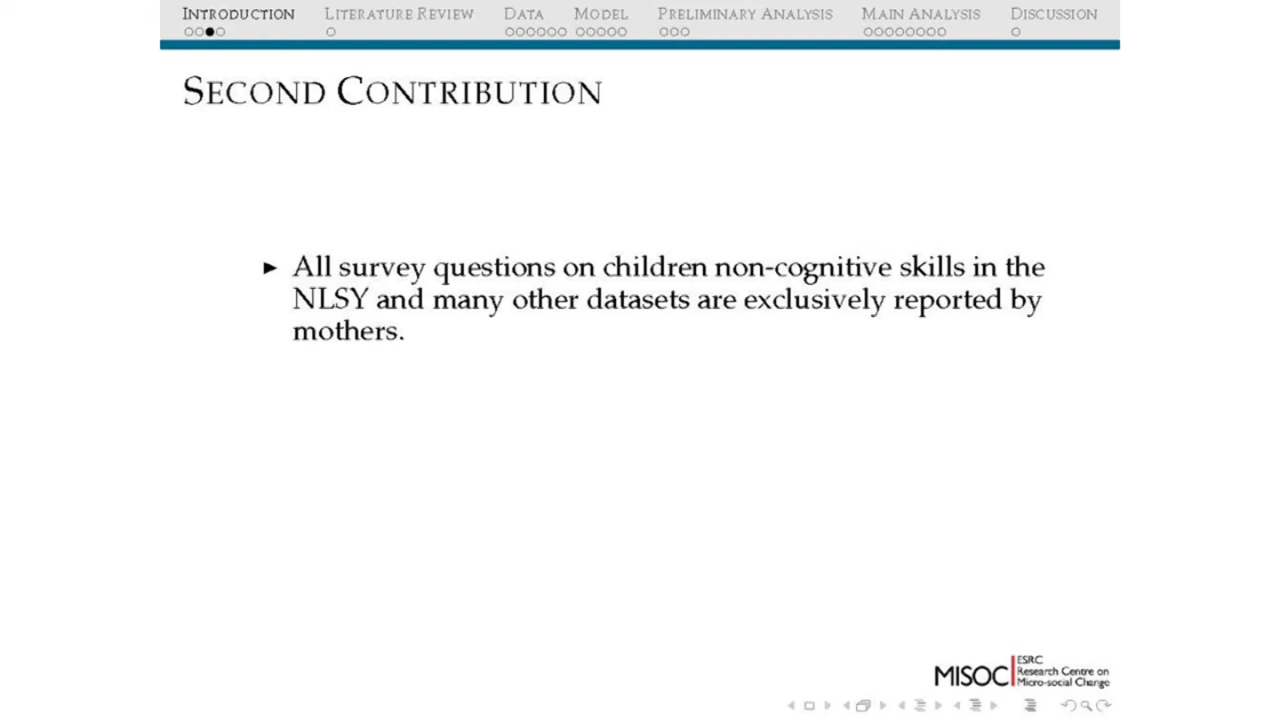 INTRODUCTION LITERATURE REVIEW DATA MODEL PRELIMINARY ANALYSIS MAIN ANALYSIS DISCUSSION
SECOND CONTRIBUTION
All survey questions on children non-cognitive skills in the
NLSY and many other datasets are exclusively reported by
mothers.
MISOC
ESRC
Research Centre on
Micro-social Change